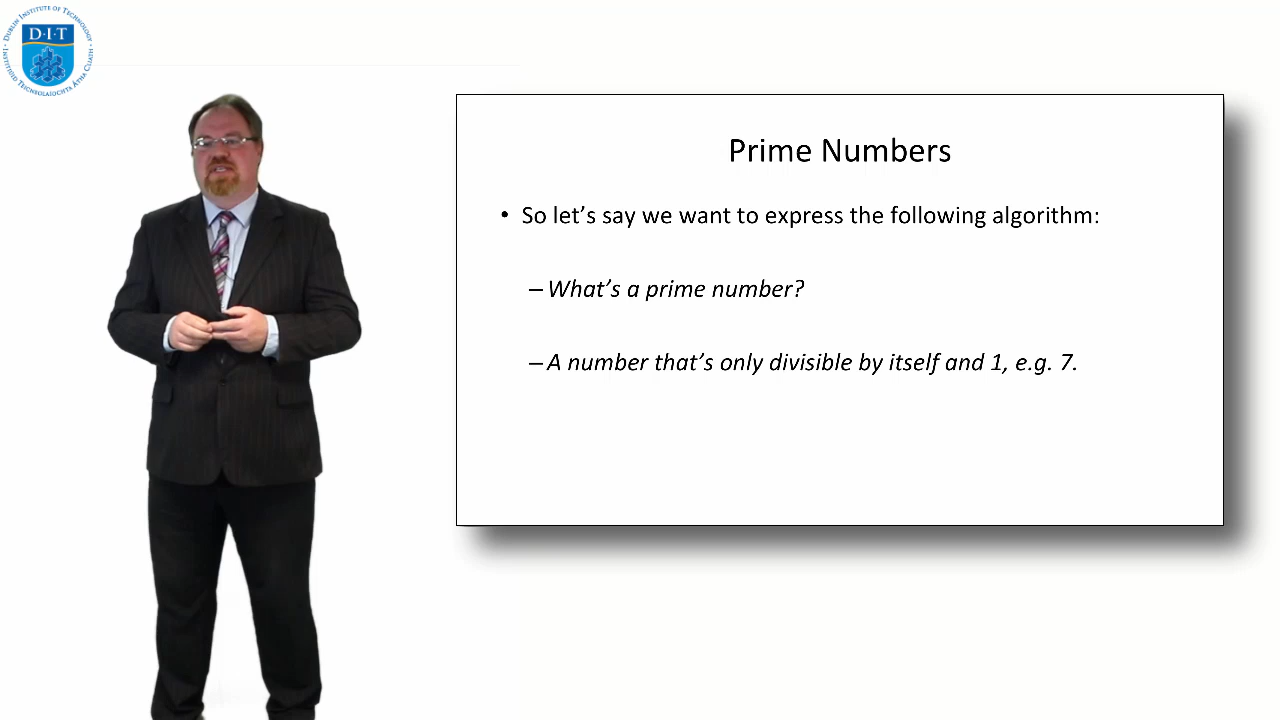 DUBLIN INSTITUTE OF TECHNOLOGY
D·I·T
INSTITIÚID TEICNEOLAÍOCHTA ÁTHA CLIATH
Prime Numbers
• So let’s say we want to express the following algorithm:
– What’s a prime number?
– A number that’s only divisible by itself and 1, e.g. 7.